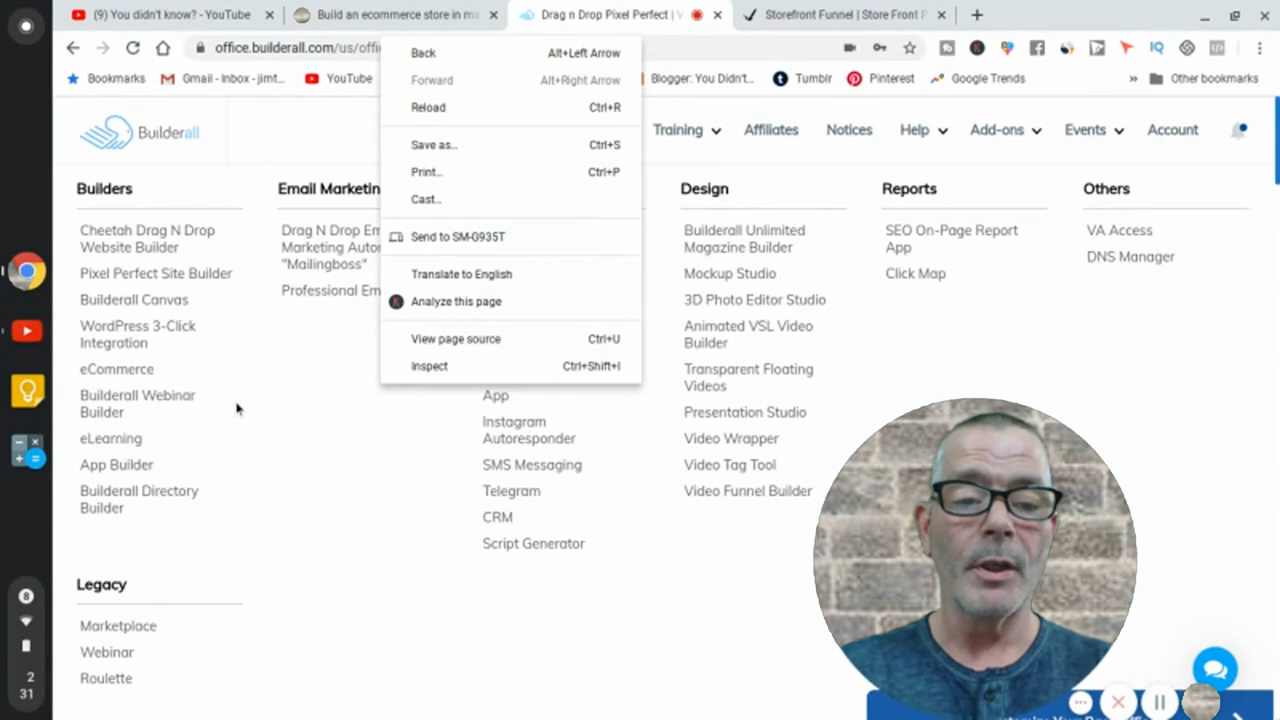 (9) You didn't know? - YouTube
Build an ecommerce store in m
Drag n Drop Pixel Perfect |
Storefront Funnel | Store Front P
office.builderall.com/us/offi
Bookmarks
Gmail - Inbox - jimt...
YouTube
Blogger: You Didn't...
Tumblr
Pinterest
Google Trends
Other bookmarks
Builderall
Training
Affiliates
Notices
Help
Add-ons
Events
Account
Back Alt+Left Arrow
Forward Alt+Right Arrow
Reload Ctrl+R
Save as... Ctrl+S
Print... Ctrl+P
Cast...
Send to SM-G935T
Translate to English
Analyze this page
View page source Ctrl+U
Inspect Ctrl+Shift+I
Builders
Cheetah Drag N Drop
Website Builder
Pixel Perfect Site Builder
Builderall Canvas
WordPress 3-Click
Integration
eCommerce
Builderall Webinar
Builder
eLearning
App Builder
Builderall Directory
Builder
Legacy
Marketplace
Webinar
Roulette
Email Marketin
Drag N Drop Em
Marketing Auto
"Mailingboss"
Professional Em
App
Instagram
Autoresponder
SMS Messaging
Telegram
CRM
Script Generator
Design
Builderall Unlimited
Magazine Builder
Mockup Studio
3D Photo Editor Studio
Animated VSL Video
Builder
Transparent Floating
Videos
Presentation Studio
Video Wrapper
Video Tag Tool
Video Funnel Builder
Reports
SEO On-Page Report
App
Click Map
Others
VA Access
DNS Manager
IQ
8
2
31